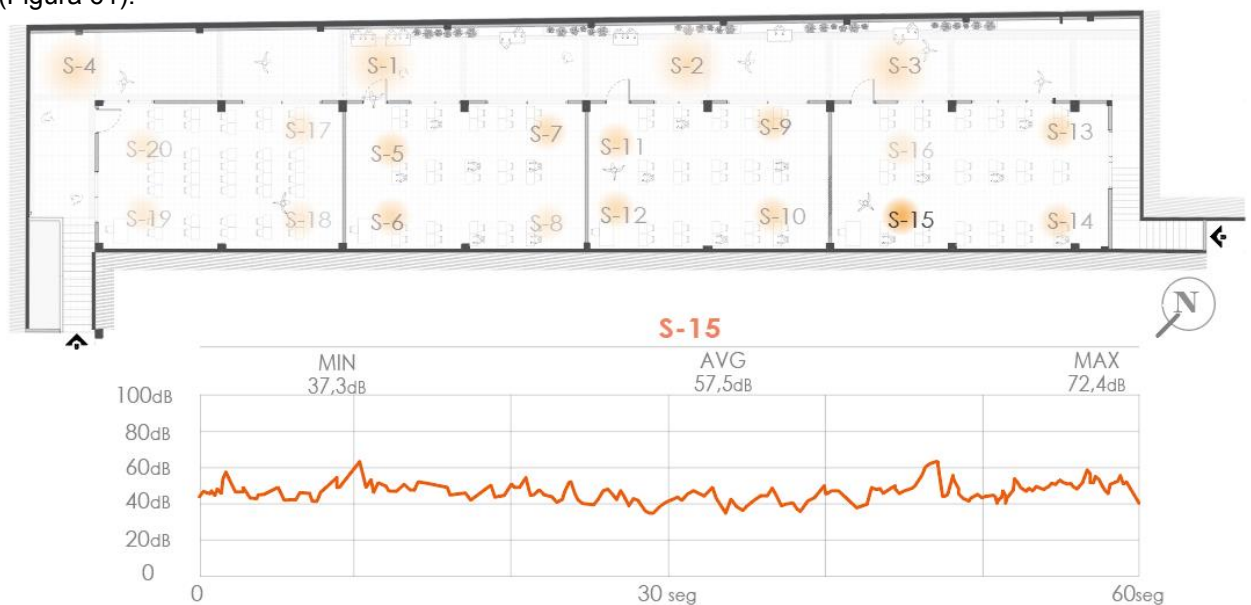 (Figura 61).
S-4 S-1 S-2 S-3
S-17 S-7 S-9 S-13
S-20 S-5 S-11 S-16
S-19 S-18 S-6 S-8 S-12 S-10 S-15 S-14
N
S-15
MIN AVG MAX
37,3dB 57,5dB 72,4dB
100dB
80dB
60dB
40dB
20dB
0
0 30 seg 60seg